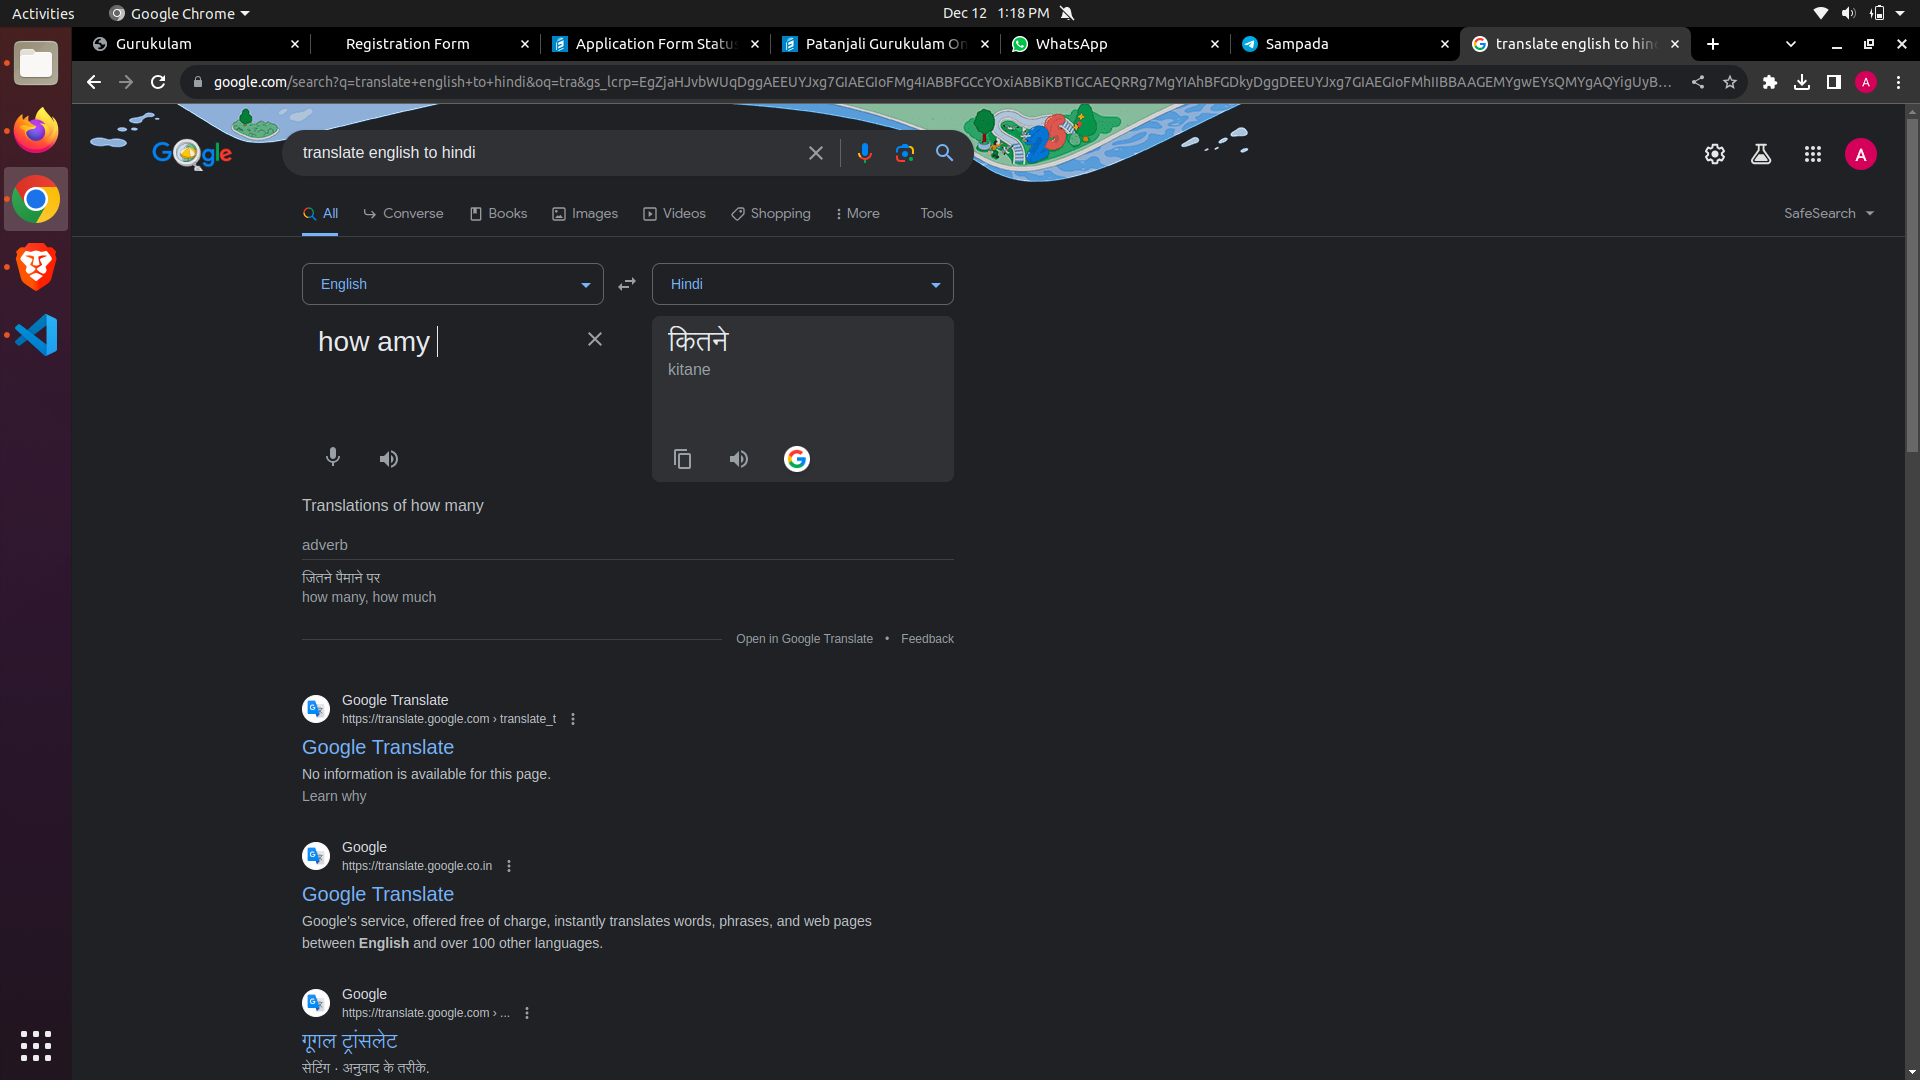 Activities
Google Chrome
Dec 12 1:18 PM
Gurukulam
Registration Form
Application Form Status
Patanjali Gurukulam On
WhatsApp
Sampada
translate english to hin
google.com/search?q=translate+english+to+hindi&oq=tra&gs_lcrp=EgZjaHJvbWUqDggAEEUYJxg7GIAEGIoFMg4IABBFGCcYOxiABBiKBTIGCAEQRRg7MgYIAhBFGDkyDggDEEUYJxg7GIAEGIoFMhIIBBAAGEMYgwEYsQMYgAQYigUyB...
A
Google
translate english to hindi
25
A
All
Converse
Books
Images
Videos
Shopping
More
Tools
SafeSearch
English
Hindi
how amy
कितने
kitane
Translations of how many
adverb
जितने पैमाने पर
how many, how much
Open in Google Translate • Feedback
Google Translate
https://translate.google.com › translate_t
Google Translate
No information is available for this page.
Learn why
Google
https://translate.google.co.in
Google Translate
Google's service, offered free of charge, instantly translates words, phrases, and web pages
between English and over 100 other languages.
Google
https://translate.google.com › ...
गूगल ट्रांसलेट
सेटिंग · अनुवाद के तरीके.